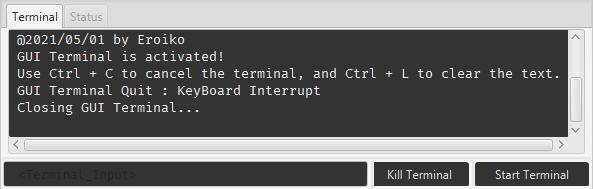 Terminal Status
@2021/05/01 by Eroiko
GUI Terminal is activated!
Use Ctrl + C to cancel the terminal, and Ctrl + L to clear the text.
GUI Terminal Quit : KeyBoard Interrupt
Closing GUI Terminal...
<Terminal_Input> Kill Terminal Start Terminal